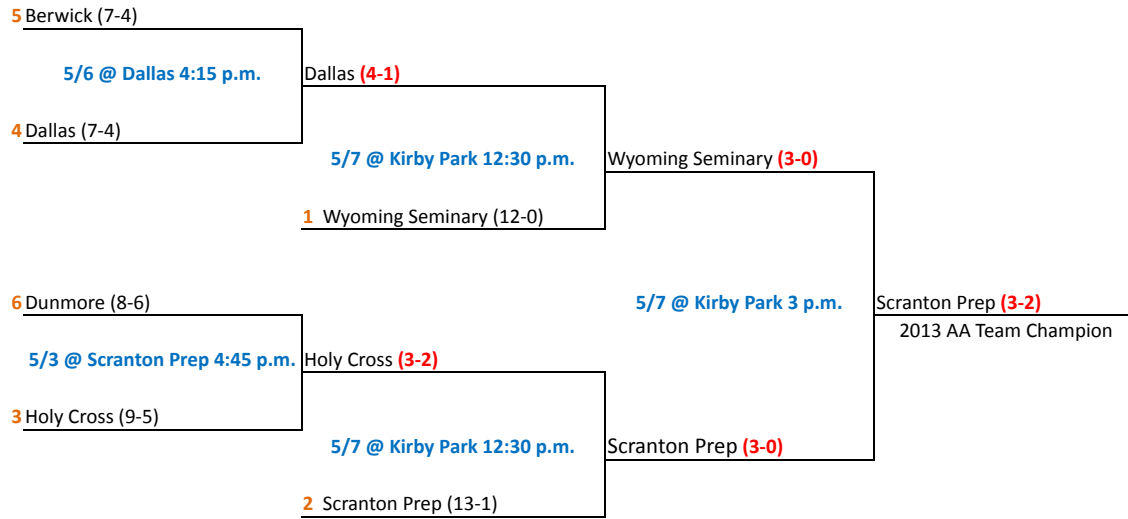 5 Berwick (7-4)
5/6 @ Dallas 4:15 p.m.
Dallas (4-1)
4 Dallas (7-4)
5/7 @ Kirby Park 12:30 p.m.
Wyoming Seminary (3-0)
1 Wyoming Seminary (12-0)
6 Dunmore (8-6)
5/7 @ Kirby Park 3 p.m.
Scranton Prep (3-2)
2013 AA Team Champion
5/3 @ Scranton Prep 4:45 p.m.
Holy Cross (3-2)
3 Holy Cross (9-5)
5/7 @ Kirby Park 12:30 p.m.
Scranton Prep (3-0)
2 Scranton Prep (13-1)